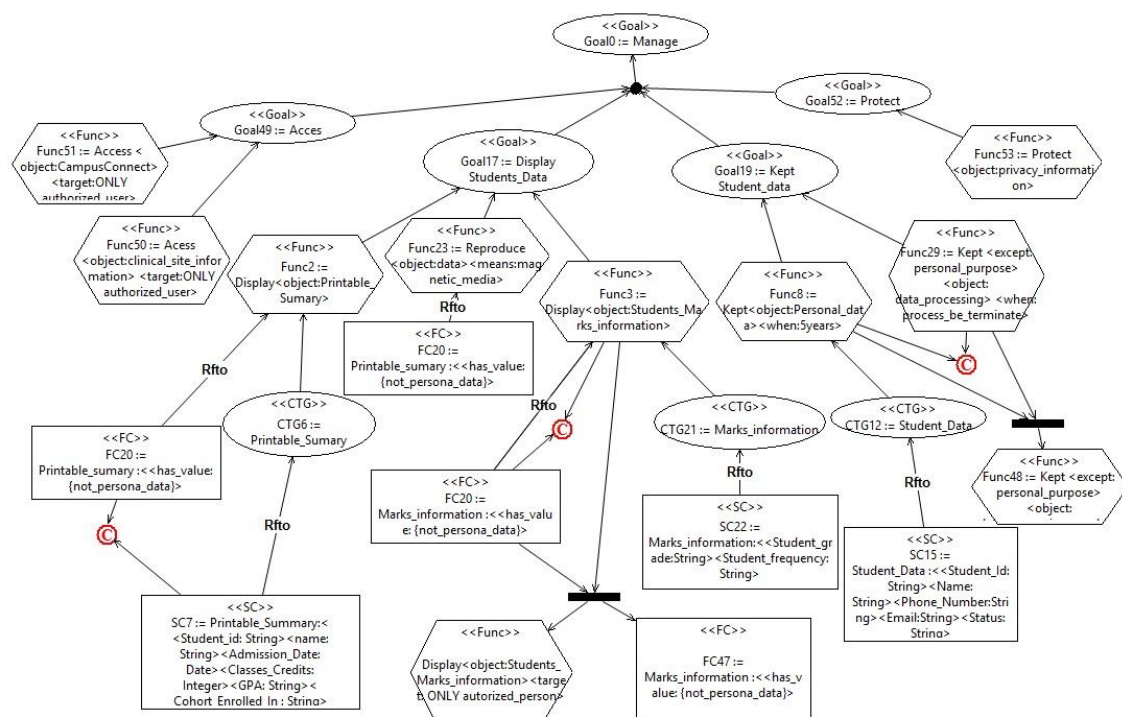 <<Goal>>
Goal0 := Manage
<<Goal>>
Goal49 := Acces
<<Goal>>
Goal52 := Protect
<<Func>>
Func51 := Access <
object:CampusConnect>
<target:ONLY
authorized_user>
<<Goal>>
Goal17 := Display
Students_Data
<<Goal>>
Goal19 := Kept
Student_data
<<Func>>
Func53 := Protect
<object:privacy_informati
on>
<<Func>>
Func50 := Acess
<object:clinical_site_infor
mation> <target:ONLY
authorized_user>
<<Func>>
Func2 :=
Display<object:Printable_
Sumary>
<<Func>>
Func23 := Reproduce
<object:data><means:mag
netic_media>
<<Func>>
Func3 :=
Display<object:Students_Ma
rks_information>
<<Func>>
Func8 :=
Kept<object:Personal_dat
a> <when:5years>
<<Func>>
Func29 := Kept <except:
personal_purpose>
<object:
data_processing> <when:
process_be_terminate>
Rfto
Rfto
<<FC>>
FC20 :=
Printable_sumary :<<has_value:
{not_persona_data}>
C
Rfto
C
<<CTG>>
CTG6 :=
Printable_Sumary
<<CTG>>
CTG21 := Marks_information
<<CTG>>
CTG12 := Student_Data
<<FC>>
FC20 :=
Printable_sumary :<<has_value:
{not_persona_data}>
<<FC>>
FC20 :=
Marks_information :<<has_valu
e: {not_persona_data}>
Rfto
Rfto
<<Func>>
Func48 := Kept <except:
personal_purpose>
<object:
C
Rfto
<<SC>>
SC22 :=
Marks_information:<<Student_gr
ade:String> <Student_frequency:
String>
<<SC>>
SC15 :=
Student_Data :<<Student_Id:
String><Name:
String><Phone_Number:Stri
ng><Email:String><Status:
String>
<<SC>>
SC7 := Printable_Summary:<
<Student_id: String><name:
String><Admission_Date:
Date><Classes_Credits:
Integer><GPA: String><
Cohort_Enrolled_In : String>
<<Func>>
Display<object:Students_
Marks_information><targe
t: ONLY autorized_person>
<<FC>>
FC47 =
Marks_information :<<has_v
alue: {not_persona_data}>